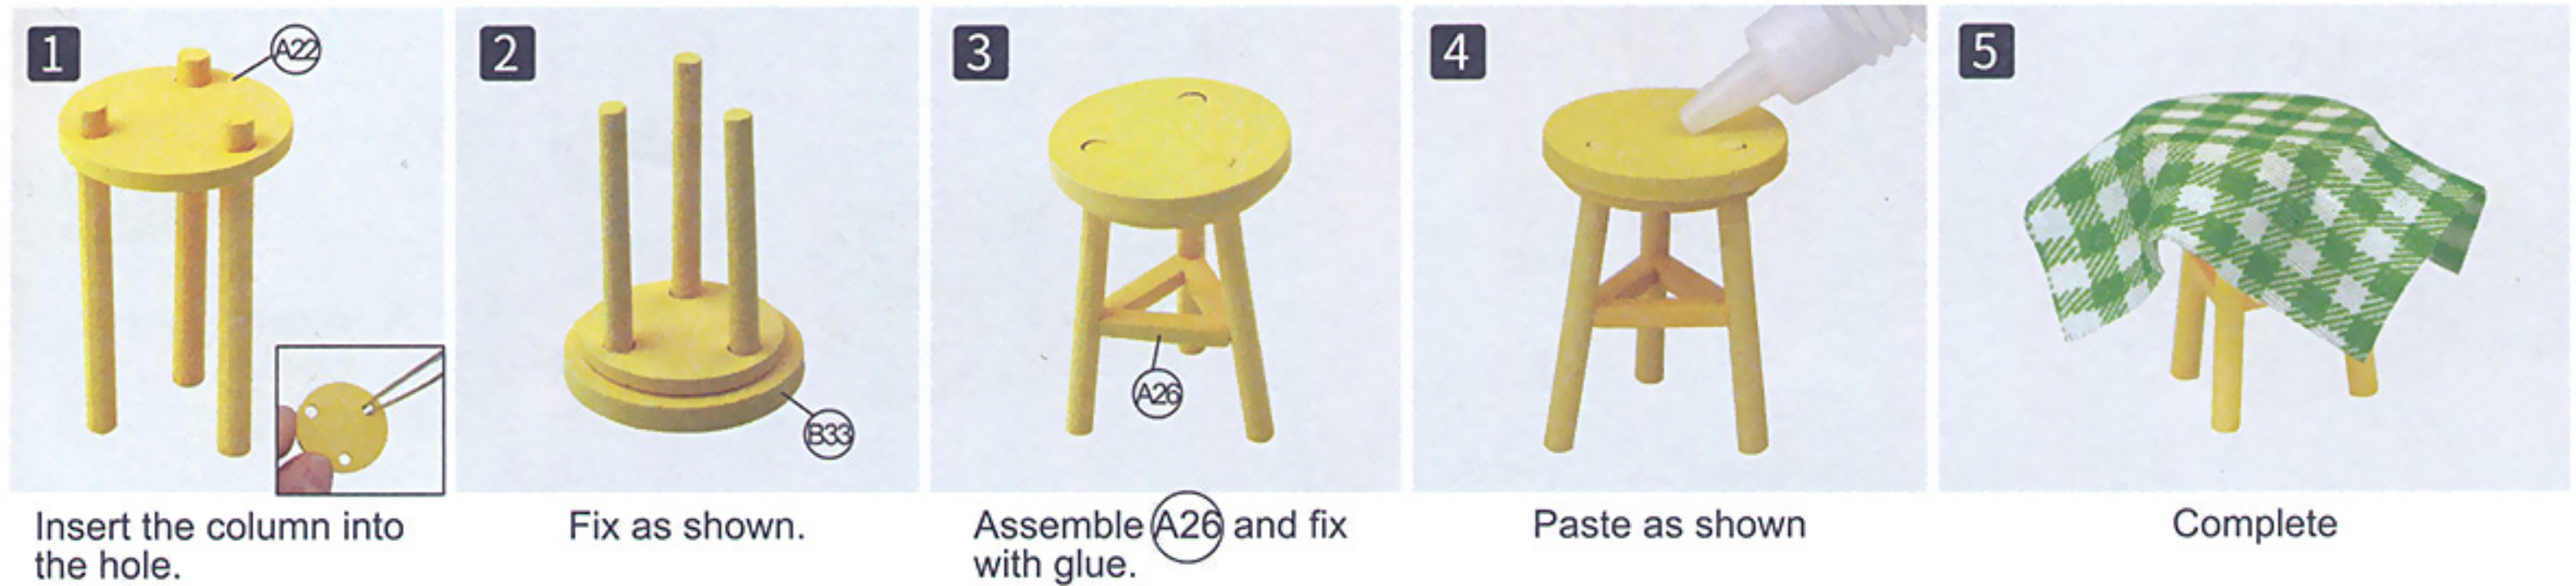 1
A22
Insert the column into
the hole.
2
B33
Fix as shown.
3
A26
Assemble A26 and fix
with glue.
4
Paste as shown
5
Complete